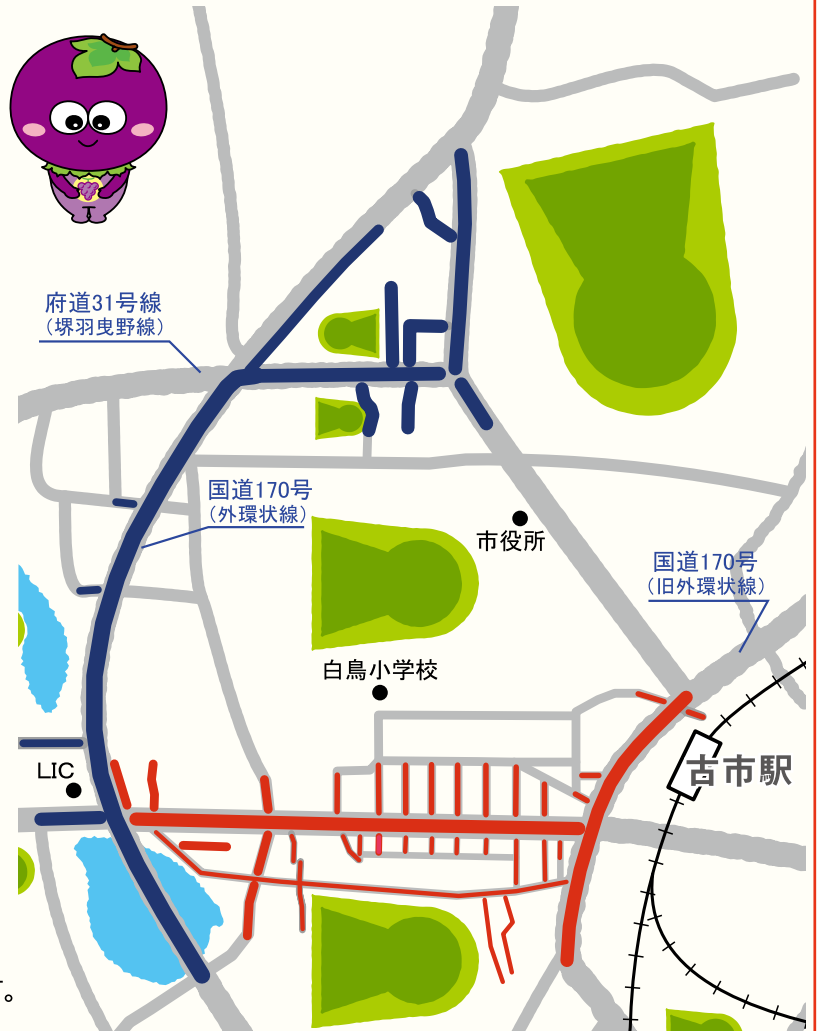 府道31号線
(堺羽曳野線)
国道170号
(外環状線)
市役所
国道170号
(旧外環状線)
白鳥小学校
LIC
古市駅
。